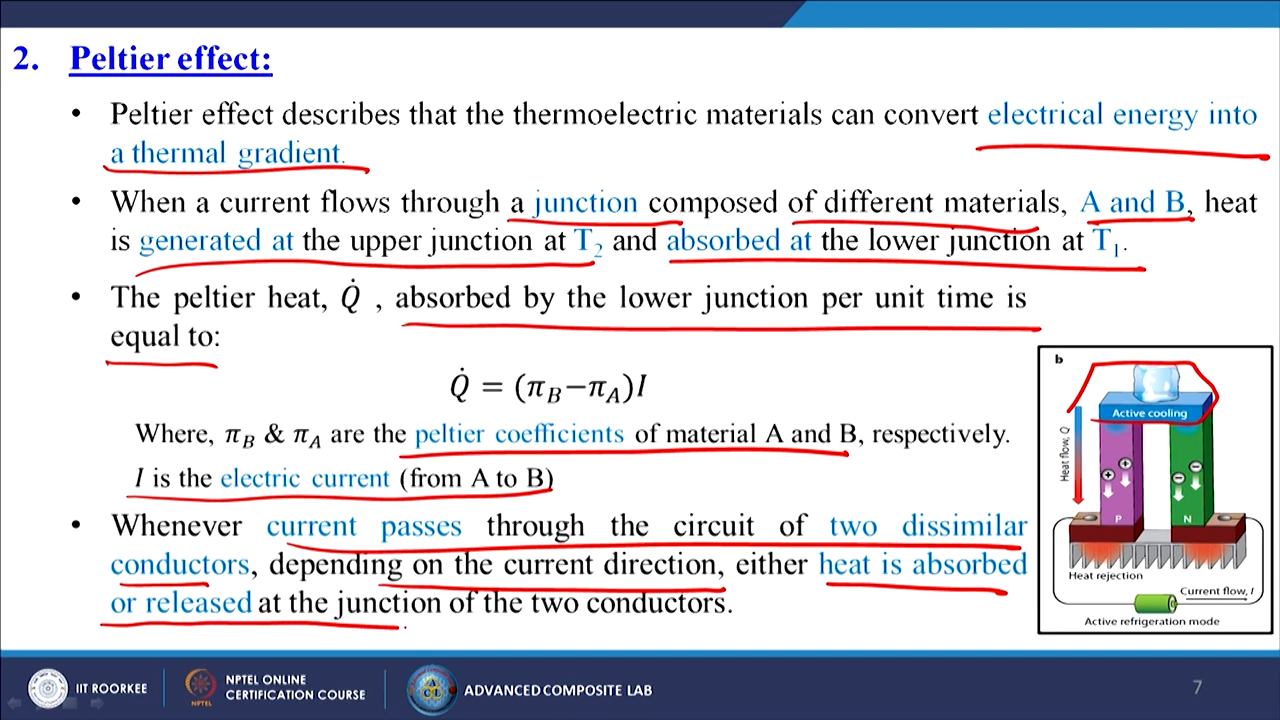 2. Peltier effect:
• Peltier effect describes that the thermoelectric materials can convert electrical energy into
a thermal gradient.
• When a current flows through a junction composed of different materials, A and B, heat
is generated at the upper junction at T₂ and absorbed at the lower junction at T₁.
• The peltier heat, Q̇ , absorbed by the lower junction per unit time is
equal to:
Q̇ = (π_B−π_A)I
Where, π_B & π_A are the peltier coefficients of material A and B, respectively.
I is the electric current (from A to B)
• Whenever current passes through the circuit of two dissimilar
conductors, depending on the current direction, either heat is absorbed
or released at the junction of the two conductors.
b
Active cooling
Heat flow, Q
P
N
Heat rejection
Current flow, I
Active refrigeration mode
IIT ROORKEE
NPTEL
NPTEL ONLINE
CERTIFICATION COURSE
ACL
ADVANCED COMPOSITE LAB
7